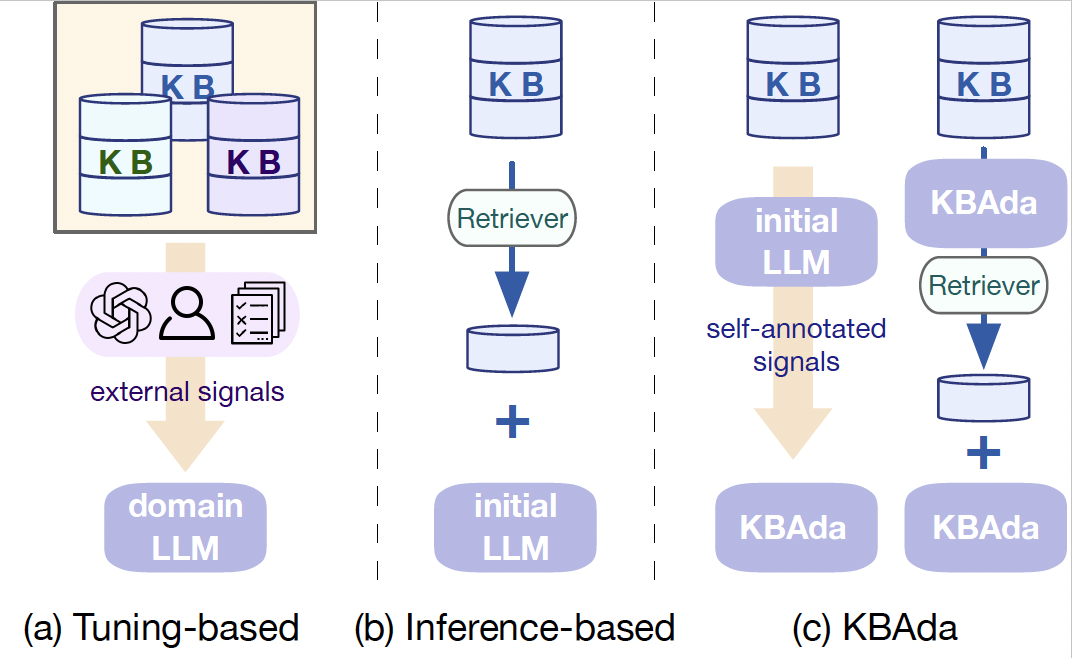 K B
K B
K B
external signals
domain
LLM
(a) Tuning-based
K B
Retriever
+
initial
LLM
(b) Inference-based
K B
initial
LLM
self-annotated
signals
KBAda
K B
KBAda
Retriever
+
KBAda
(c) KBAda